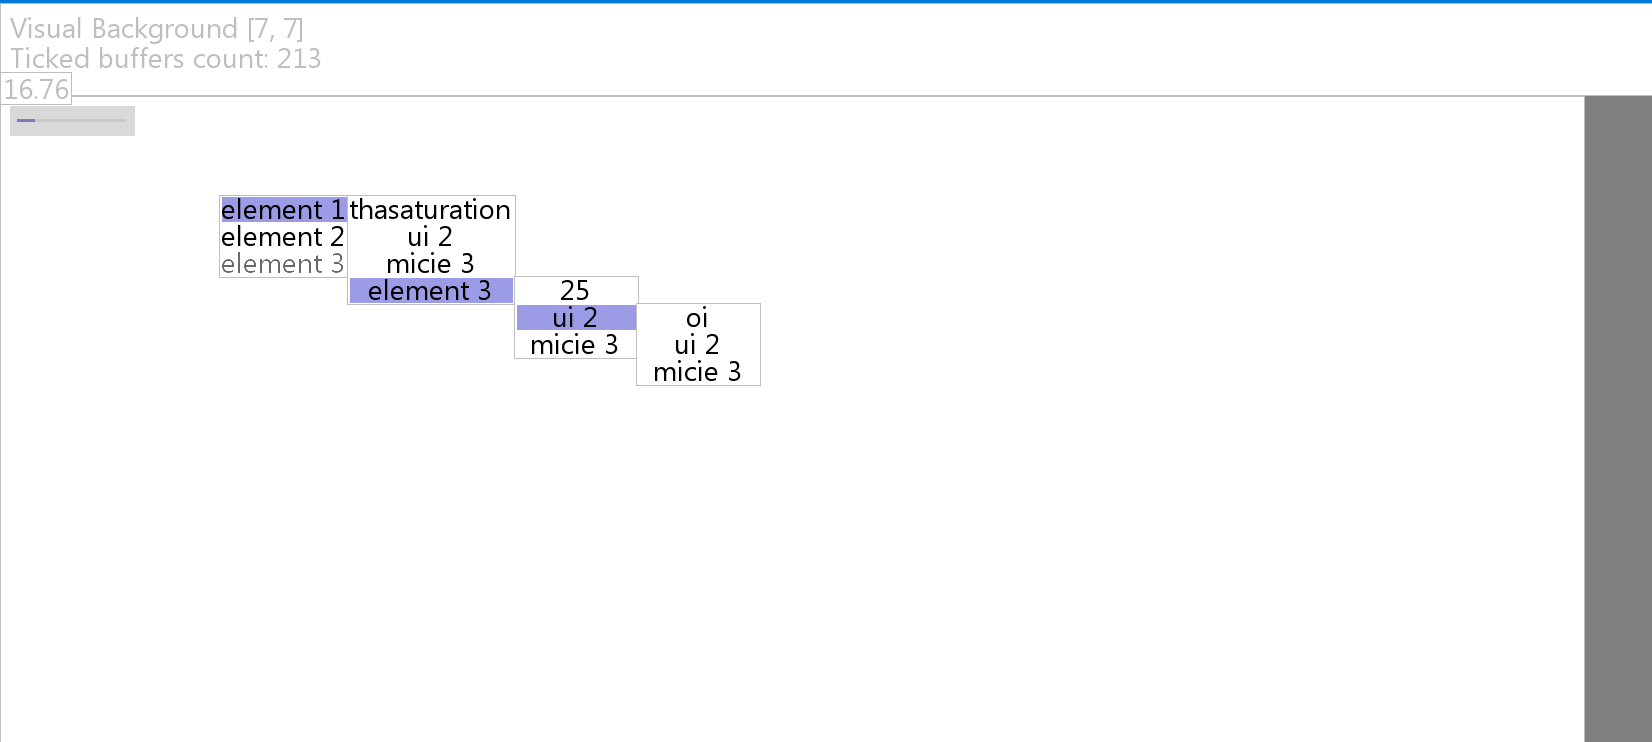 Visual Background [7, 7]
Ticked buffers count: 213
16.76
element 1
element 2
element 3
thasaturation
ui 2
micie 3
element 3
25
ui 2
micie 3
oi
ui 2
micie 3